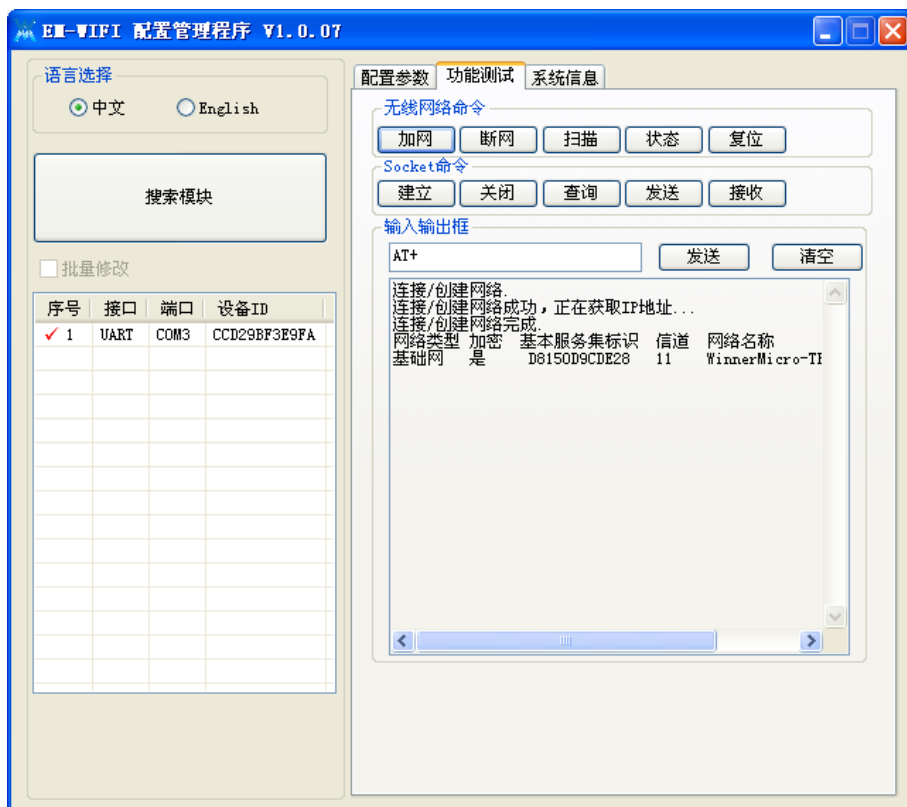 EM-WIFI 配置管理程序 V1.0.07
语言选择
中文 English
搜索模块
批量修改
序号 接口 端口 设备ID
1 UART COM3 CCD29BF3E9FA
配置参数 功能测试 系统信息
无线网络命令
加网 断网 扫描 状态 复位
Socket命令
建立 关闭 查询 发送 接收
输入输出框
AT+ 发送 清空
连接/创建网络.
连接/创建网络成功,正在获取IP地址...
连接/创建网络完成.
网络类型 加密 基本服务集标识 信道 网络名称
基础网 是 D8150D9CDE28 11 WinnerMicro-